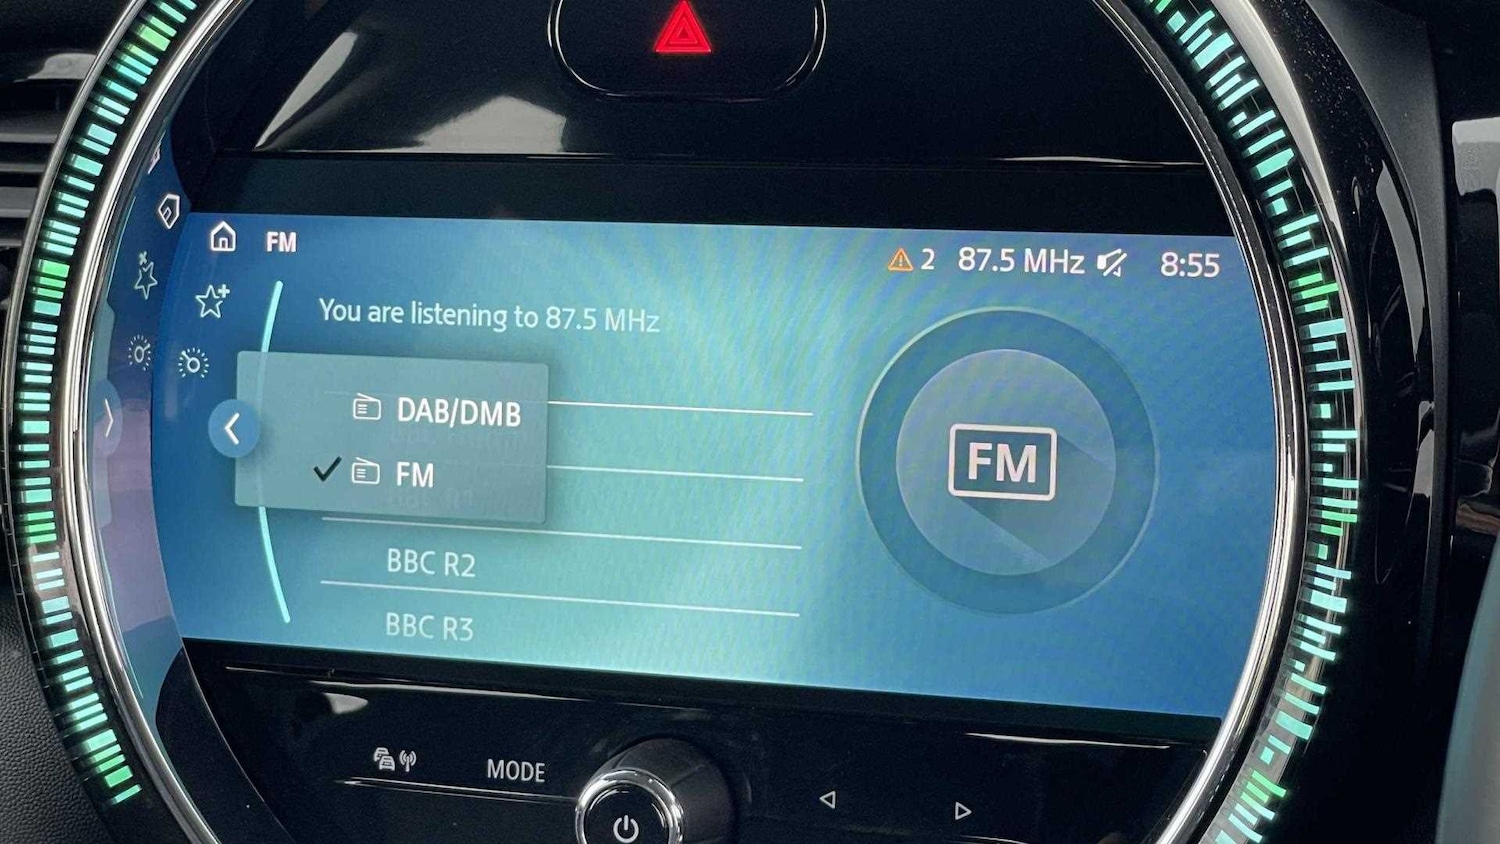 FM
2 87.5 MHz 8:55
You are listening to 87.5 MHz
DAB/DMB
FM
FM
BBC R2
BBC R3
MODE